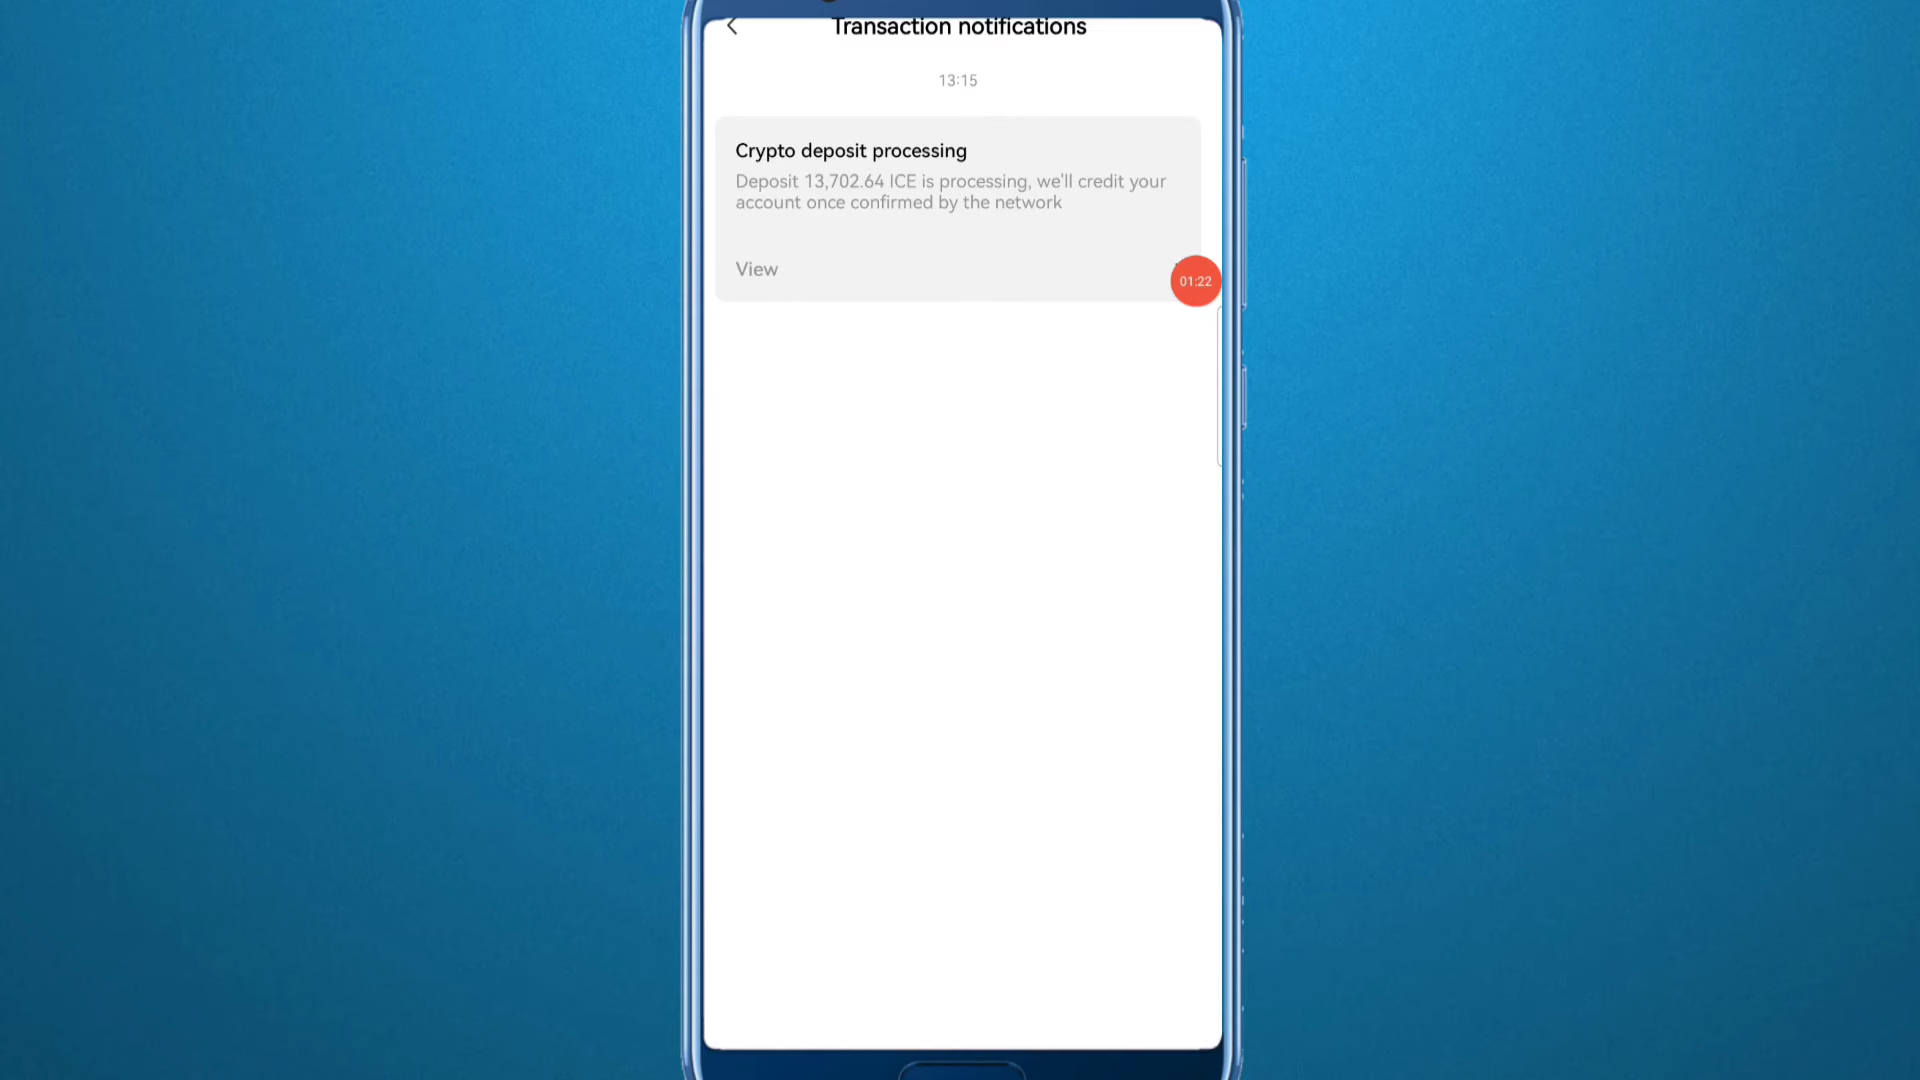 Transaction notifications
13:15
Crypto deposit processing
Deposit 13,702.64 ICE is processing, we'll credit your
account once confirmed by the network
View
01:22